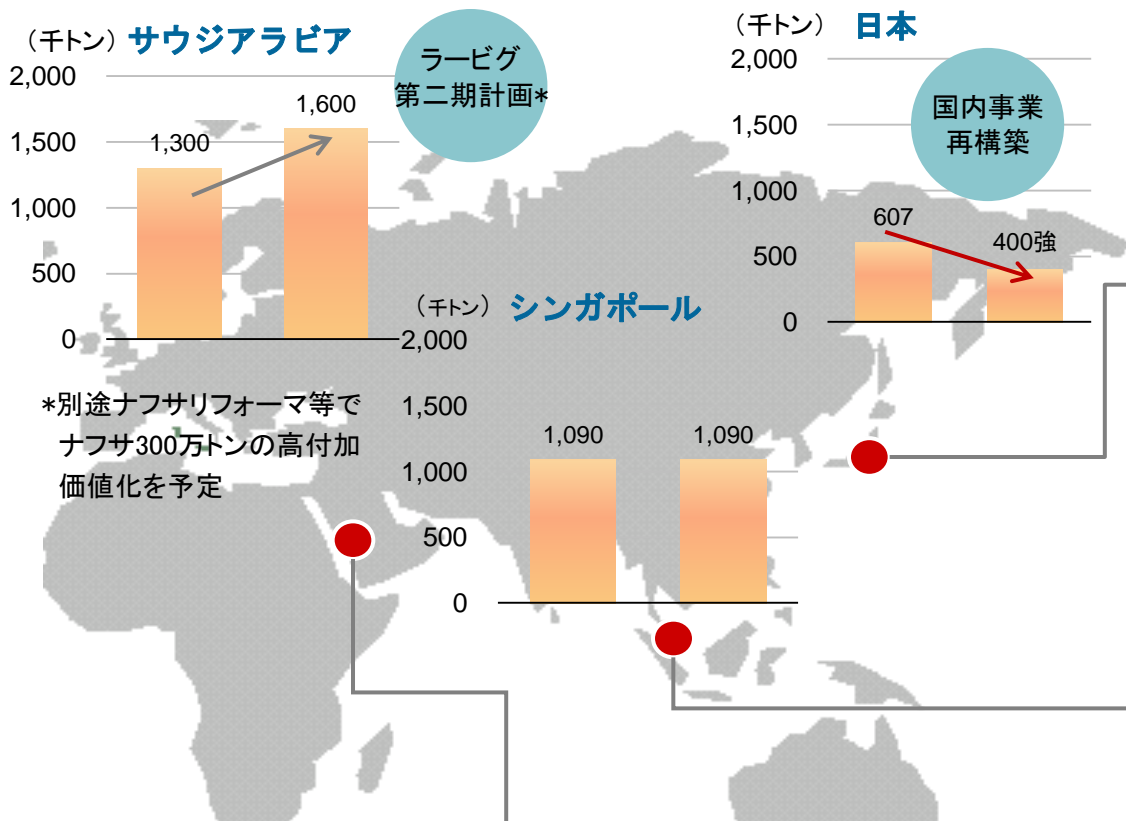 （千トン） サウジアラビア
ラービグ
第二期計画*
2,000
1,500
1,000
500
0
1,300
1,600
*別途ナフサリフォーマ等で
ナフサ300万トンの高付加
価値化を予定
（千トン） シンガポール
2,000
1,500
1,000
500
0
1,090
1,090
（千トン） 日本
国内事業
再構築
2,000
1,500
1,000
500
0
607
400強